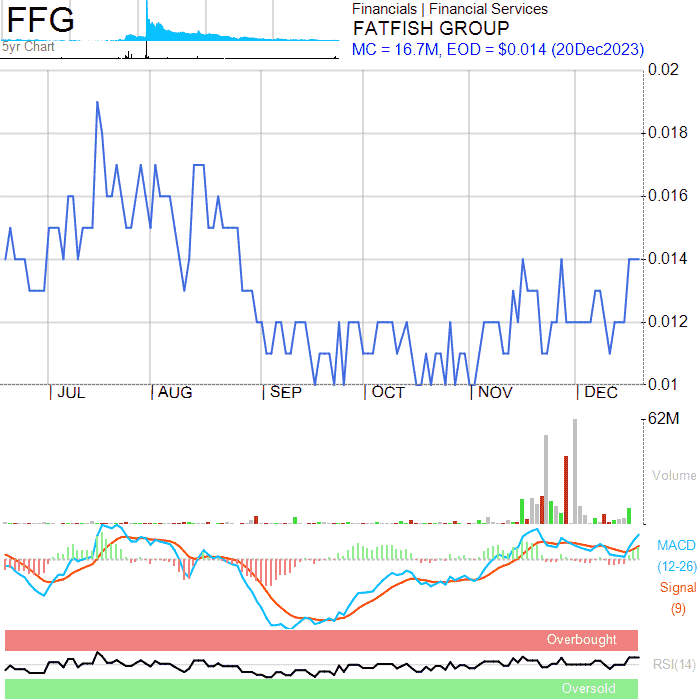 FFG
5yr Chart
Financials | Financial Services
FATFISH GROUP
MC = 16.7M, EOD = $0.014 (20Dec2023)
0.02
0.018
0.016
0.014
0.012
0.01
JUL
AUG
SEP
OCT
NOV
DEC
62M
Volume
MACD
(12-26)
Signal
(9)
Overbought
RSI(14)
Oversold